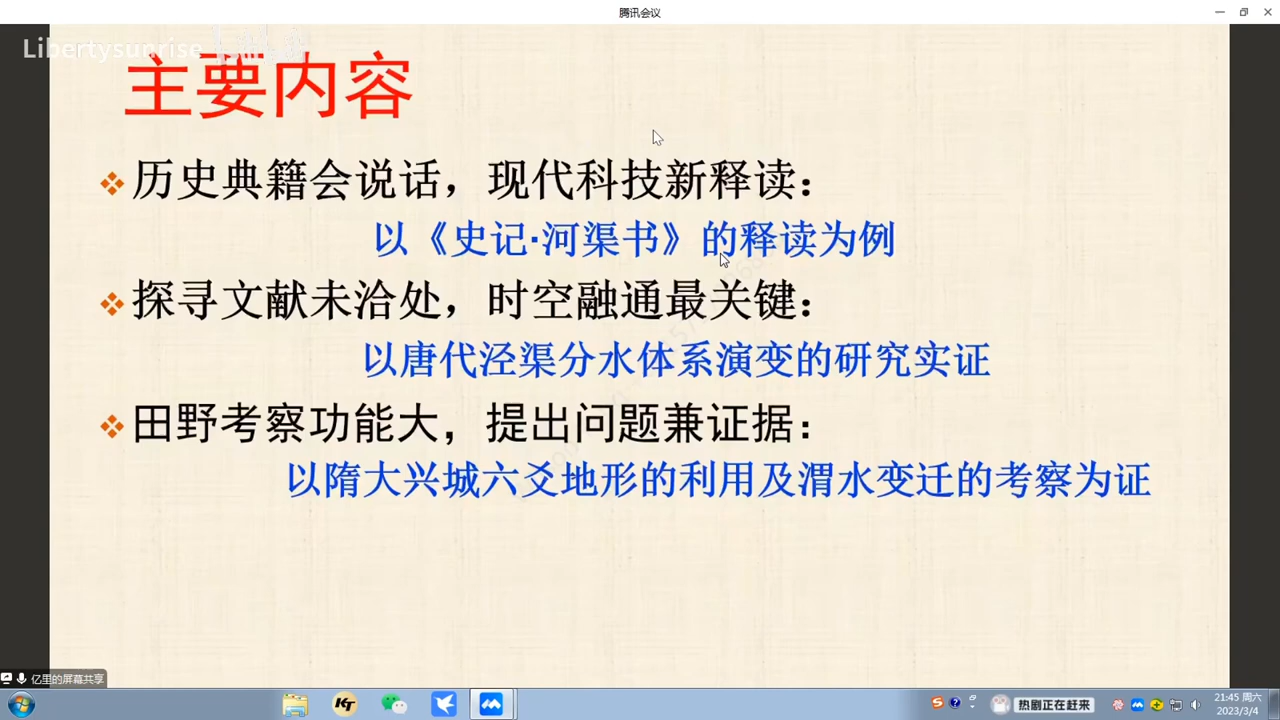 腾讯会议
Libertysunrise
主要内容
历史典籍会说话，现代科技新释读：
以《史记·河渠书》的释读为例
探寻文献未洽处，时空融通最关键：
以唐代泾渠分水体系演变的研究实证
田野考察功能大，提出问题兼证据：
以隋大兴城六爻地形的利用及渭水变迁的考察为证
亿里的屏幕共享
KT
热剧正在赶来
21:45 周六
2023/3/4